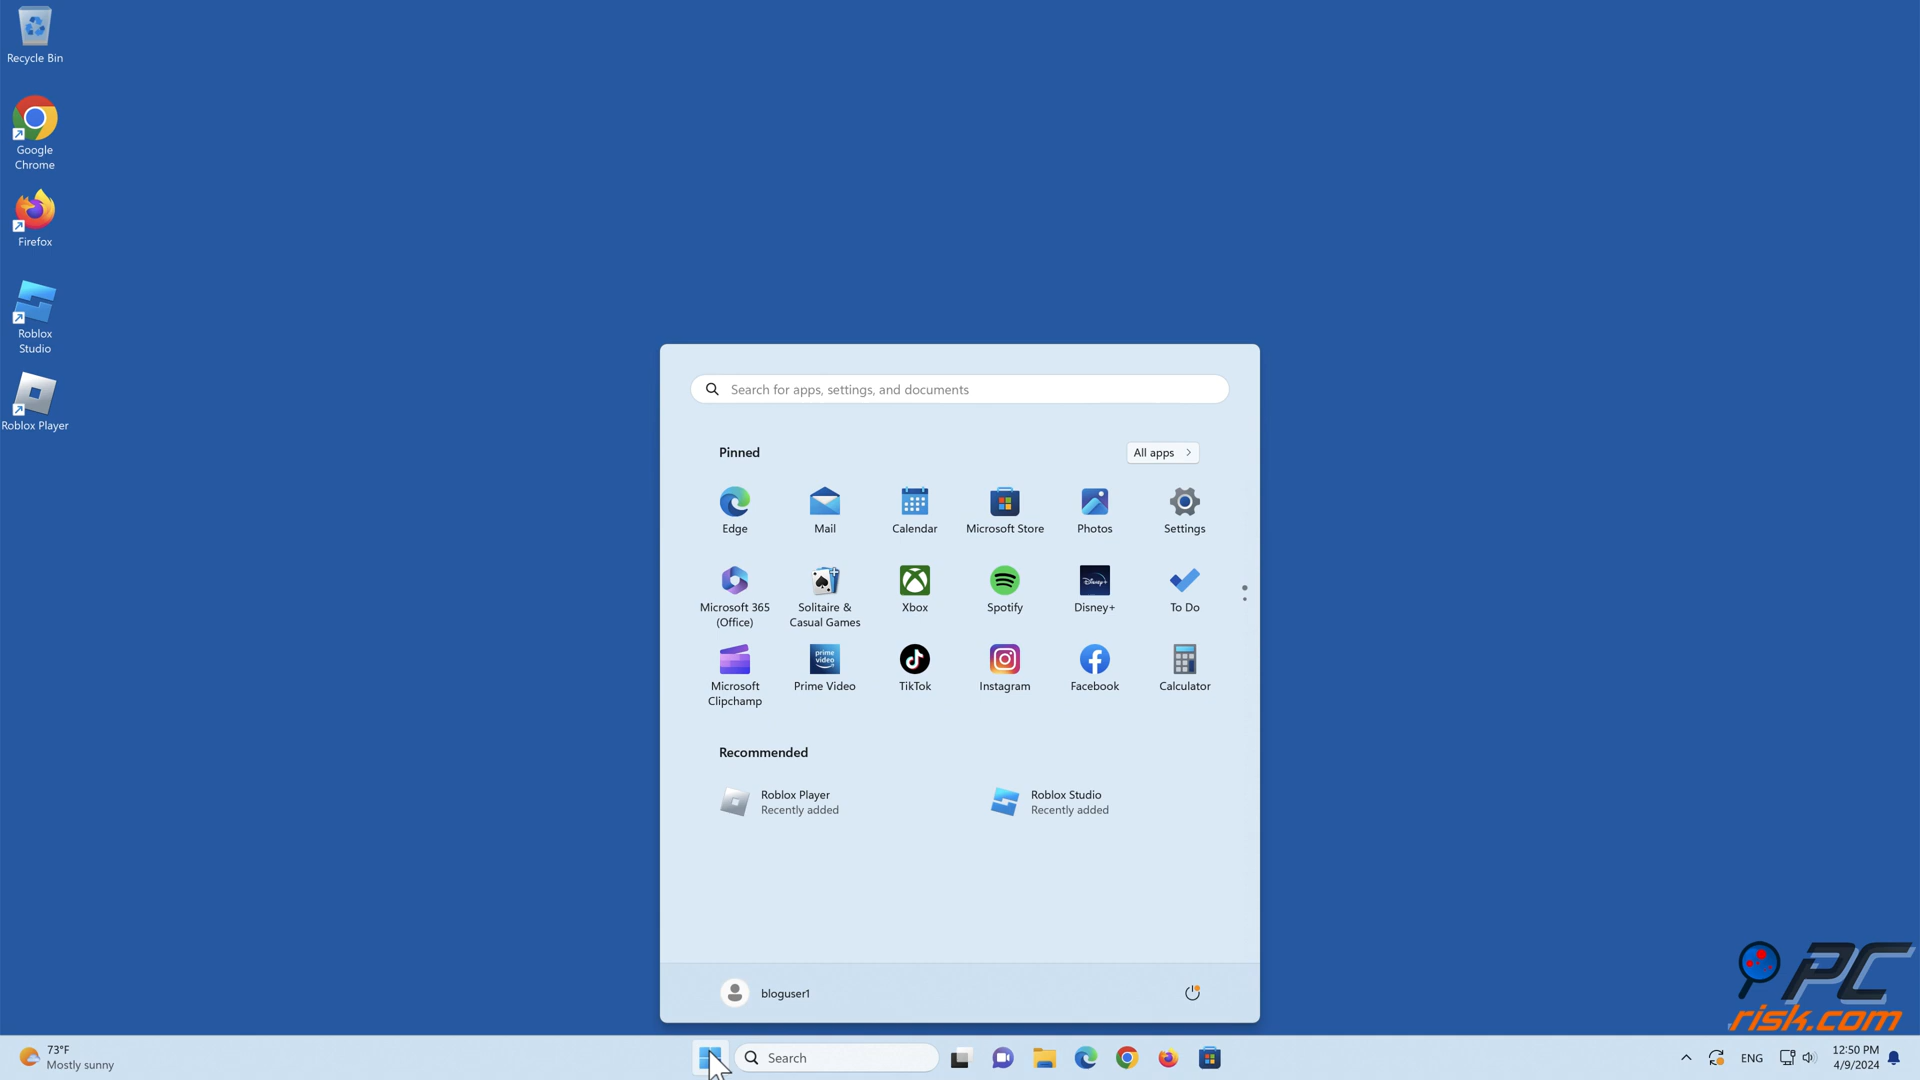 Recycle Bin
Google
Chrome
Firefox
Roblox
Studio
Roblox Player
Search for apps, settings, and documents
Pinned
All apps
Edge
Mail
Calendar
Microsoft Store
Photos
Settings
Microsoft 365
(Office)
Solitaire &
Casual Games
Xbox
Spotify
Disney+
Disney+
To Do
Microsoft
Clipchamp
prime
video
Prime Video
TikTok
Instagram
Facebook
Calculator
Recommended
Roblox Player
Recently added
Roblox Studio
Recently added
bloguser1
PC
risk.com
73°F
Mostly sunny
Search
ENG
12:50 PM
4/9/2024